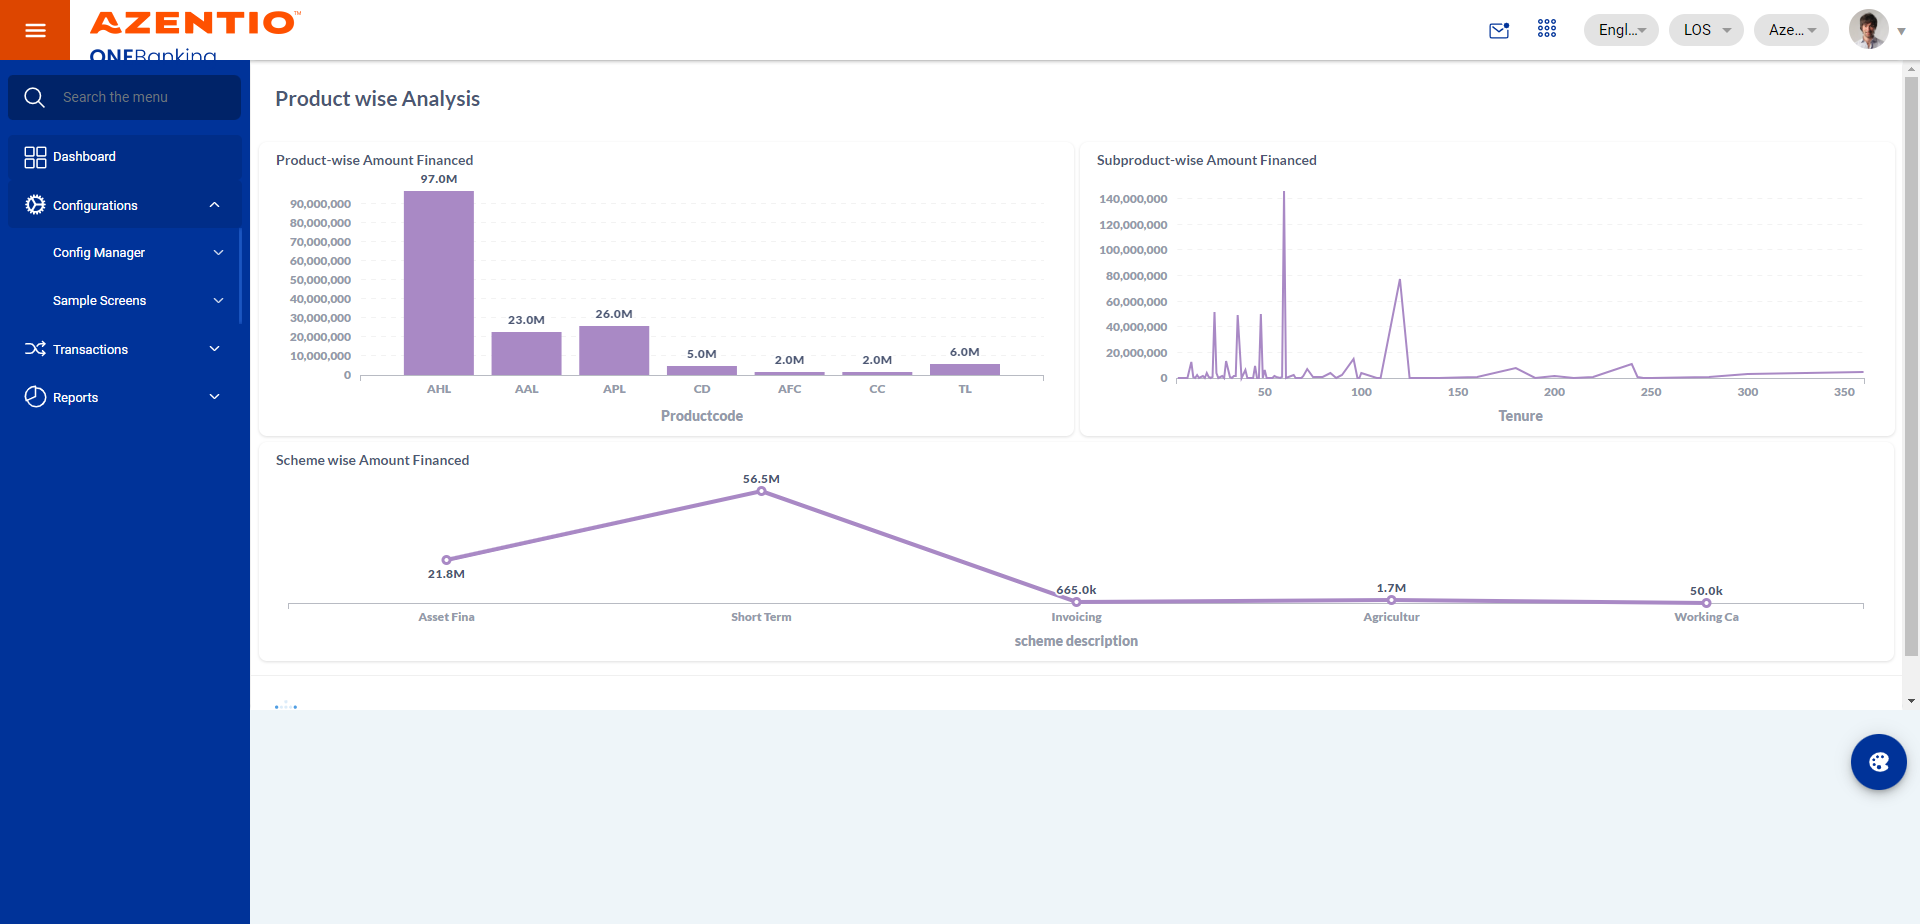 AZENTIO™
ONEBanking
Engl...
LOS
Aze...
Search the menu
Dashboard
Configurations
Config Manager
Sample Screens
Transactions
Reports
Product wise Analysis
Product-wise Amount Financed
97.0M
90,000,000
80,000,000
70,000,000
60,000,000
50,000,000
40,000,000
30,000,000
20,000,000
10,000,000
0
23.0M
26.0M
5.0M
2.0M
2.0M
6.0M
AHL AAL APL CD AFC CC TL
Productcode
Subproduct-wise Amount Financed
140,000,000
120,000,000
100,000,000
80,000,000
60,000,000
40,000,000
20,000,000
0
50 100 150 200 250 300 350
Tenure
Scheme wise Amount Financed
56.5M
21.8M
665.0k
1.7M
50.0k
Asset Fina Short Term Invoicing Agricultur Working Ca
scheme description